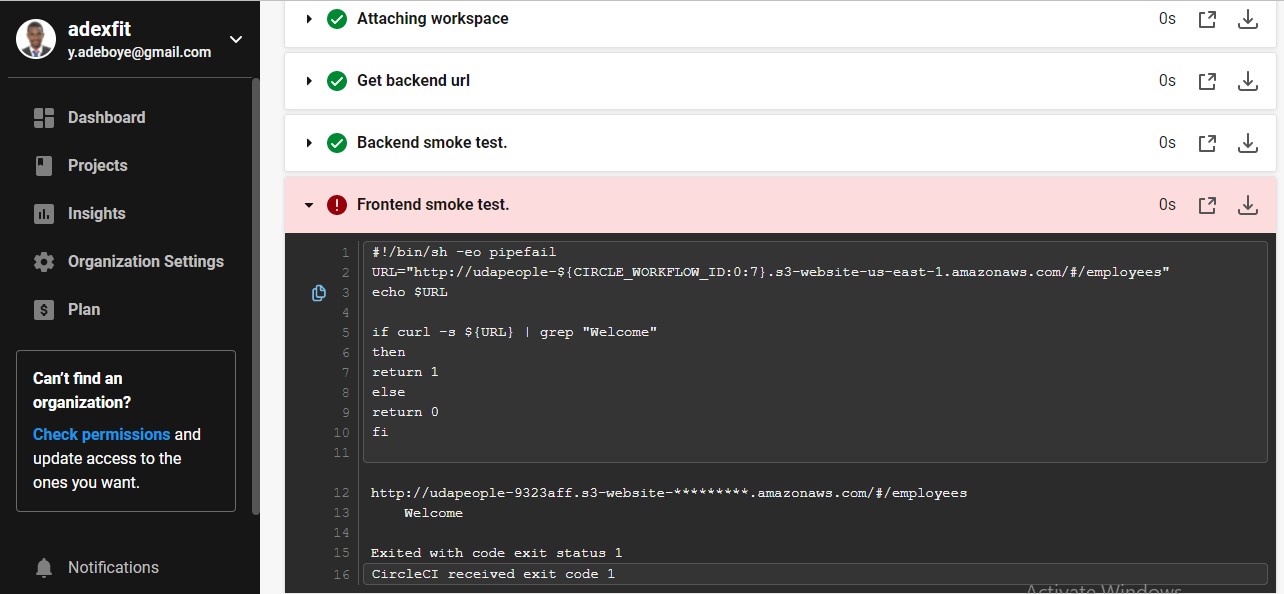 adexfit
y.adeboye@gmail.com
Dashboard
Projects
Insights
Organization Settings
Plan
Can't find an
organization?
Check permissions and
update access to the
ones you want.
Notifications
Attaching workspace 0s
Get backend url 0s
Backend smoke test. 0s
Frontend smoke test. 0s
1 #!/bin/sh -eo pipefail
2 URL="http://udapeople-${CIRCLE_WORKFLOW_ID:0:7}.s3-website-us-east-1.amazonaws.com/#/employees"
3 echo $URL
4
5 if curl -s ${URL} | grep "Welcome"
6 then
7 return 1
8 else
9 return 0
10 fi
11
12 http://udapeople-9323aff.s3-website-*********.amazonaws.com/#/employees
13 Welcome
14
15 Exited with code exit status 1
16 CircleCI received exit code 1
Activate Windows